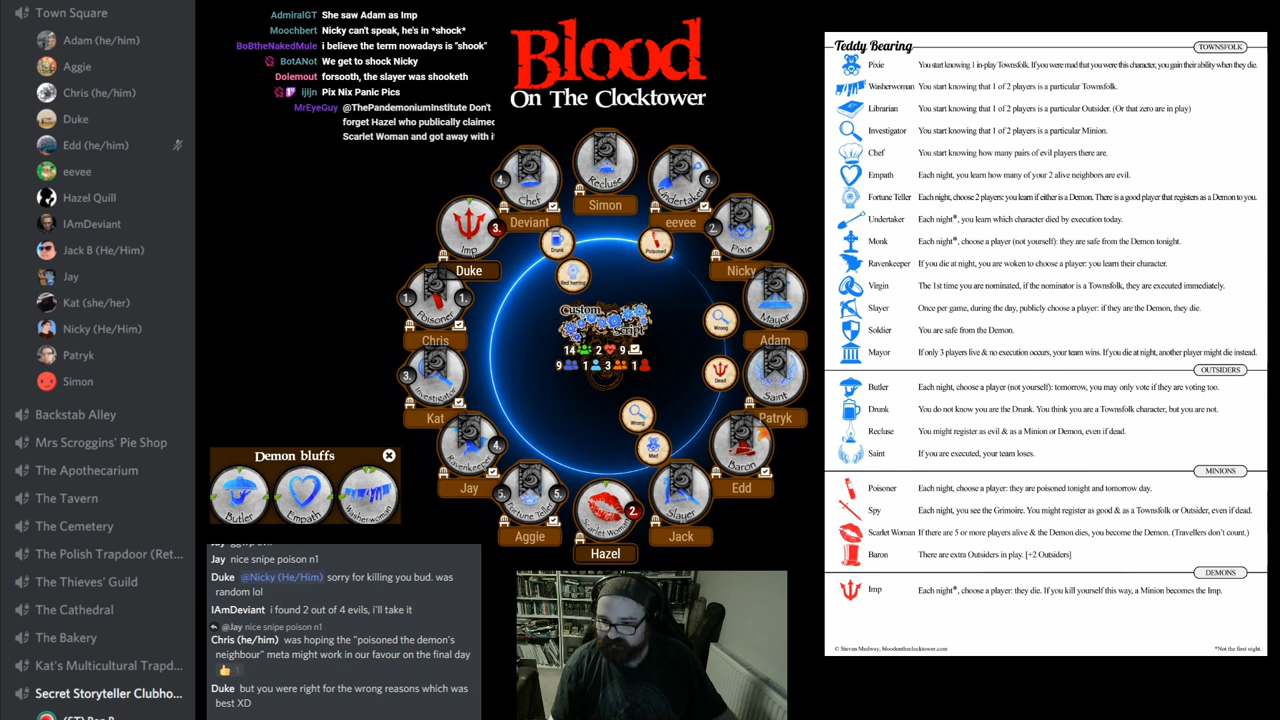 Town Square
Adam (he/him)
Aggie
Chris (he/him)
Duke
Edd (he/him)
eevee
Hazel Quill
IAmDeviant
Jack B (He/Him)
Jay
Kat (she/her)
Nicky (He/Him)
Patryk
Simon
Backstab Alley
Mrs Scroggins' Pie Shop
The Apothecarion
The Tavern
The Cemetery
The Polish Trapdoor (Ret...
The Thieves' Guild
The Cathedral
The Bakery
Kat's Multicultural Trapd...
Secret Storyteller Clubho...
AdmiralGT She saw Adam as Imp
Moochbert Nicky can't speak, he's in *shock*
BoBtheNakedMule i believe the term nowadays is "shook"
BotANot We get to shock Nicky
Dolemout forsooth, the slayer was shooketh
ijijn Pix Nix Panic Pics
MrEyeGuy @ThePandemoniumInstitute Don't
forget Hazel who publically claimed
Scarlet Woman and got away with i
Blood
On The Clocktower
Recluse
Simon
Undertaker
6.
eevee
Pixie
2.
Nicky
Mayor
Adam
Saint
Patryk
Baron
Edd
Slayer
Jack
Scarlet Woman
2.
Hazel
Fortune Teller
5.
5.
Aggie
Ravenkeeper
4.
Jay
Investigator
3.
Kat
Poisoner
1.
1.
Chris
Imp
3.
Duke
Chef
4.
Deviant
Drunk
Red herring
Poisoned
Wrong
Dead
Wrong
Mad
Custom
Script
14 2 9
9 1 3 1
Demon bluffs
Butler
Empath
Washerwoman
Jay nice snipe poison n1
Duke @Nicky (He/Him) sorry for killing you bud. was
random lol
IAmDeviant i found 2 out of 4 evils, i'll take it
@Jay nice snipe poison n1
Chris (he/him) was hoping the "poisoned the demon's
neighbour" meta might work in our favour on the final day
1
Duke but you were right for the wrong reasons which was
best XD
Teddy Bearing
TOWNSFOLK
Pixie You start knowing 1 in-play Townsfolk. If you were mad that you were this character, you gain their ability when they die.
Washerwoman You start knowing that 1 of 2 players is a particular Townsfolk.
Librarian You start knowing that 1 of 2 players is a particular Outsider. (Or that zero are in play)
Investigator You start knowing that 1 of 2 players is a particular Minion.
Chef You start knowing how many pairs of evil players there are.
Empath Each night, you learn how many of your 2 alive neighbors are evil.
Fortune Teller Each night, choose 2 players: you learn if either is a Demon. There is a good player that registers as a Demon to you.
Undertaker Each night*, you learn which character died by execution today.
Monk Each night*, choose a player (not yourself): they are safe from the Demon tonight.
Ravenkeeper If you die at night, you are woken to choose a player: you learn their character.
Virgin The 1st time you are nominated, if the nominator is a Townsfolk, they are executed immediately.
Slayer Once per game, during the day, publicly choose a player: if they are the Demon, they die.
Soldier You are safe from the Demon.
Mayor If only 3 players live & no execution occurs, your team wins. If you die at night, another player might die instead.
OUTSIDERS
Butler Each night, choose a player (not yourself): tomorrow, you may only vote if they are voting too.
Drunk You do not know you are the Drunk. You think you are a Townsfolk character, but you are not.
Recluse You might register as evil & as a Minion or Demon, even if dead.
Saint If you are executed, your team loses.
MINIONS
Poisoner Each night, choose a player: they are poisoned tonight and tomorrow day.
Spy Each night, you see the Grimoire. You might register as good & as a Townsfolk or Outsider, even if dead.
Scarlet Woman If there are 5 or more players alive & the Demon dies, you become the Demon. (Travellers don't count.)
Baron There are extra Outsiders in play. [+2 Outsiders]
DEMONS
Imp Each night*, choose a player: they die. If you kill yourself this way, a Minion becomes the Imp.
© Steven Medway, bloodontheclocktower.com
*Not the first night.